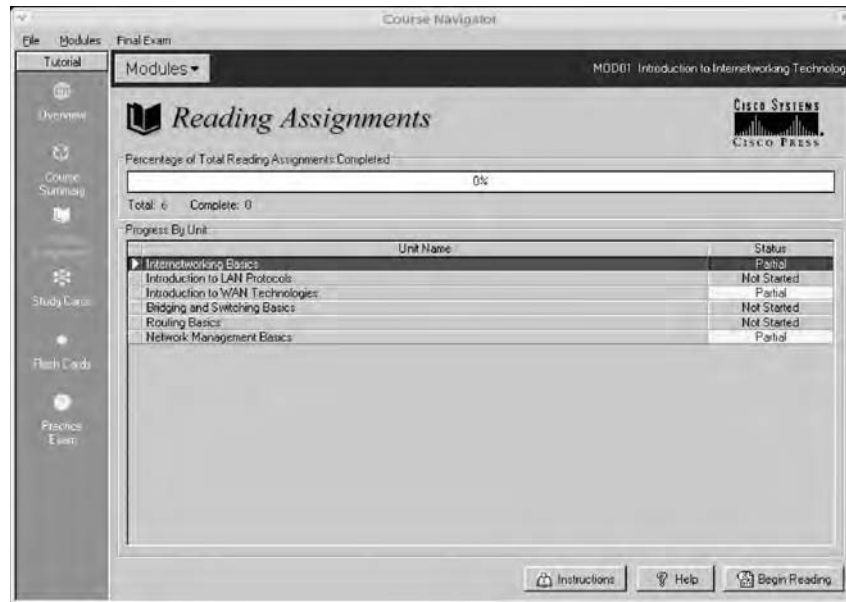 Course Navigator
File Modules Final Exam
Tutorial
Modules
MOD01 Introduction to Internetworking Technolog
Overview
Course
Summary
Study Cards
Flash Cards
Practice
Exam
Reading Assignments
CISCO SYSTEMS
CISCO PRESS
Percentage of Total Reading Assignments Completed
0%
Total: 6 Complete: 0
Progress By Unit
Unit Name Status
Internetworking Basics Partial
Introduction to LAN Protocols Not Started
Introduction to WAN Technologies Partial
Bridging and Switching Basics Not Started
Routing Basics Not Started
Network Management Basics Partial
Instructions Help Begin Reading